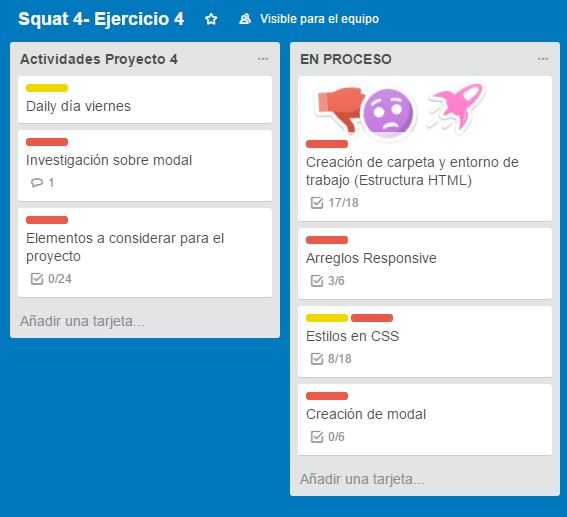 Squat 4- Ejercicio 4
Visible para el equipo
Actividades Proyecto 4
Daily día viernes
Investigación sobre modal
1
Elementos a considerar para el
proyecto
0/24
Añadir una tarjeta...
EN PROCESO
Creación de carpeta y entorno de
trabajo (Estructura HTML)
17/18
Arreglos Responsive
3/6
Estilos en CSS
8/18
Creación de modal
0/6
Añadir una tarjeta...